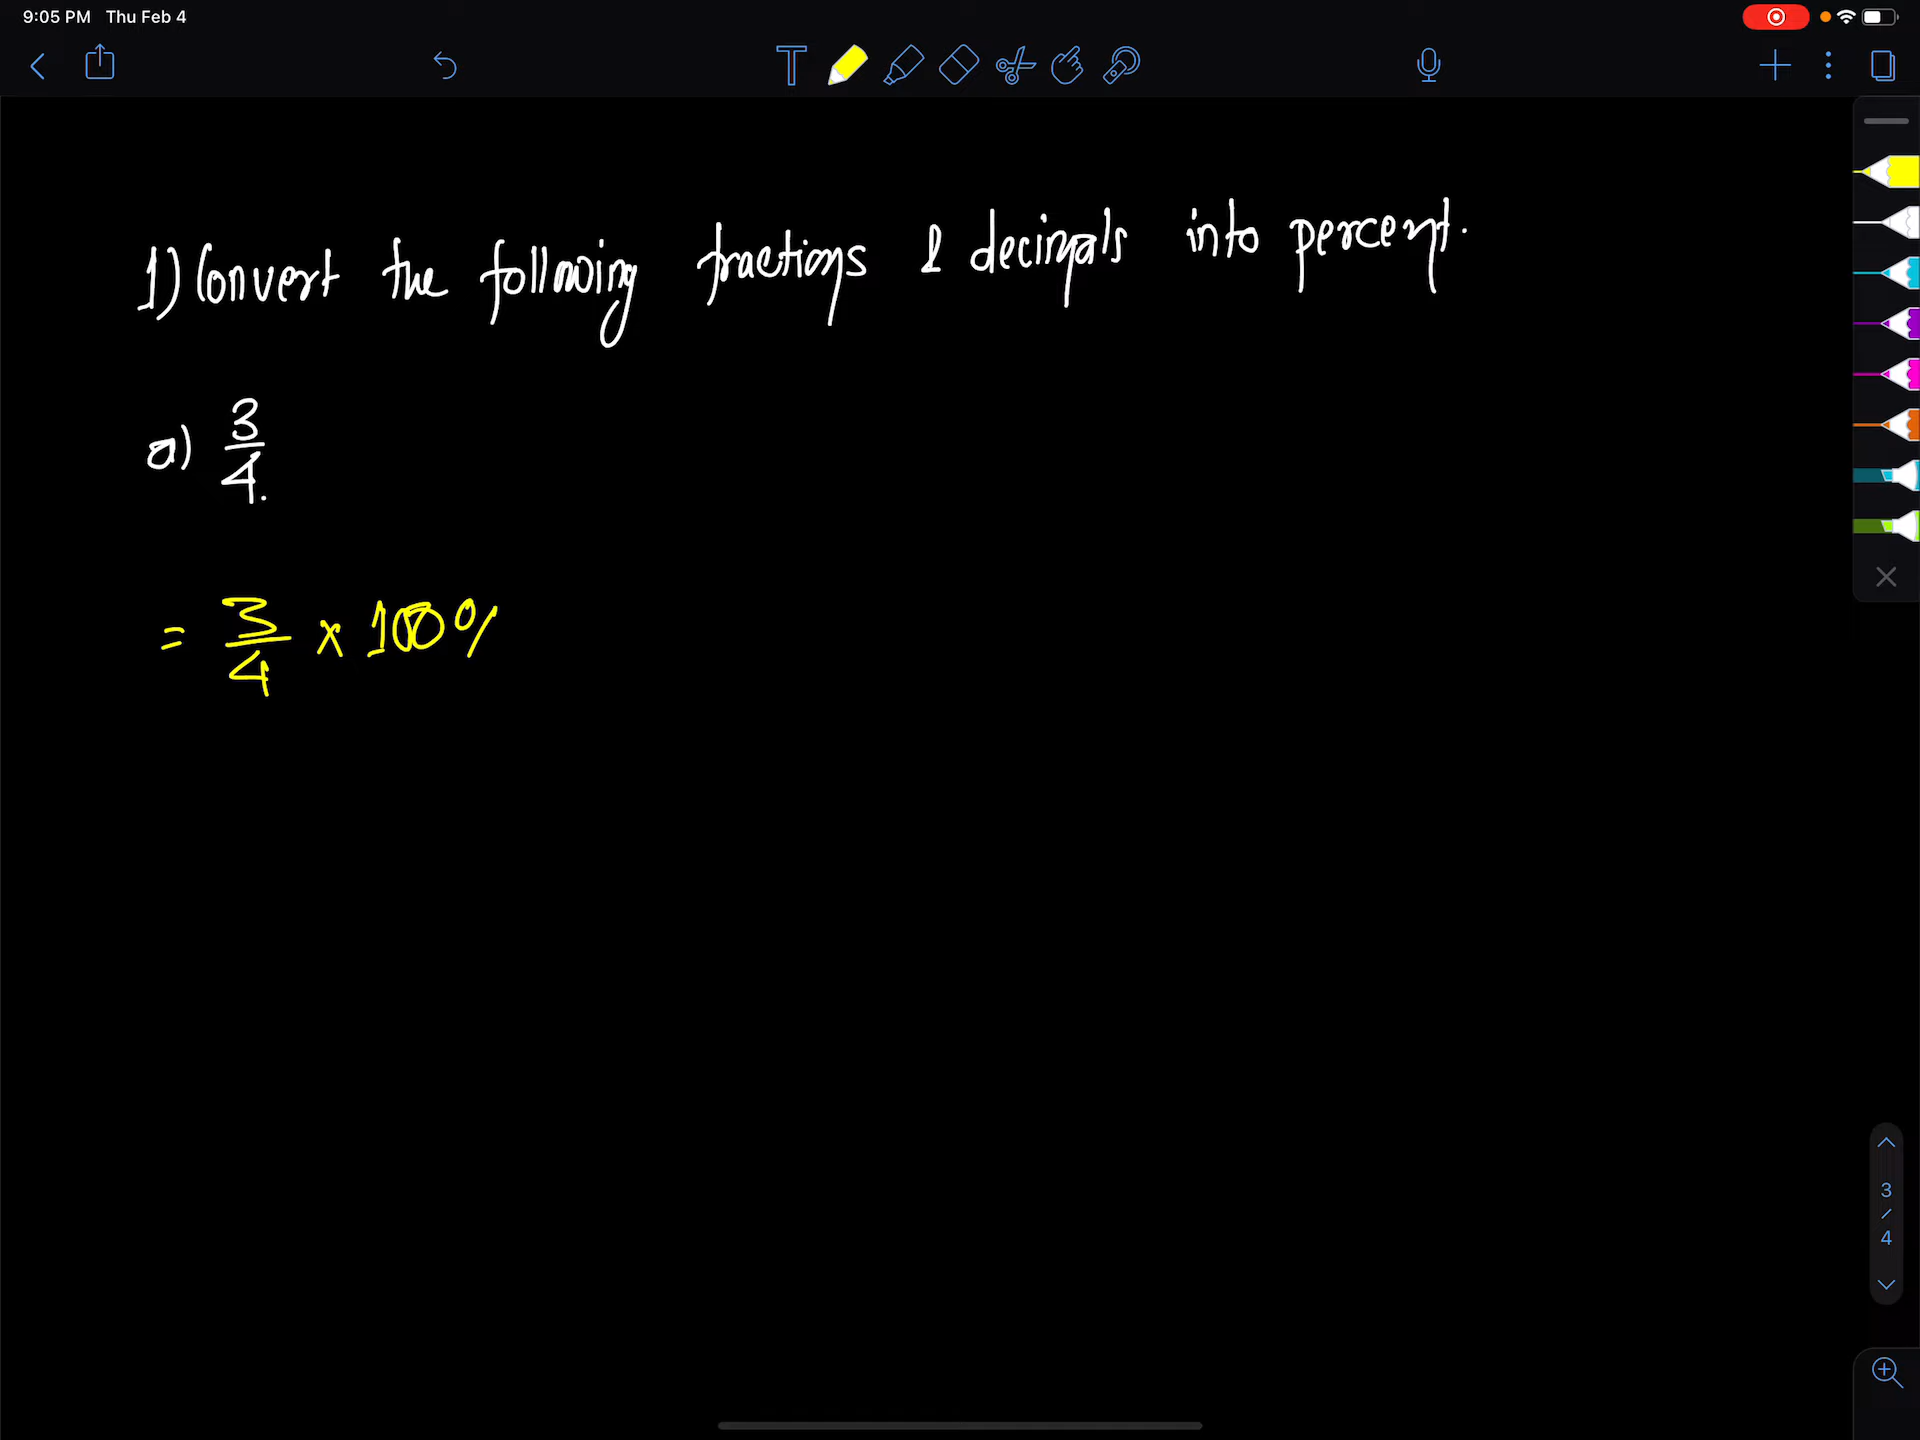 9:05 PM Thu Feb 4
1) Convert the following fractions & decimals into percent.
a) 3/4.
= 3/4 x 100%
3
/
4